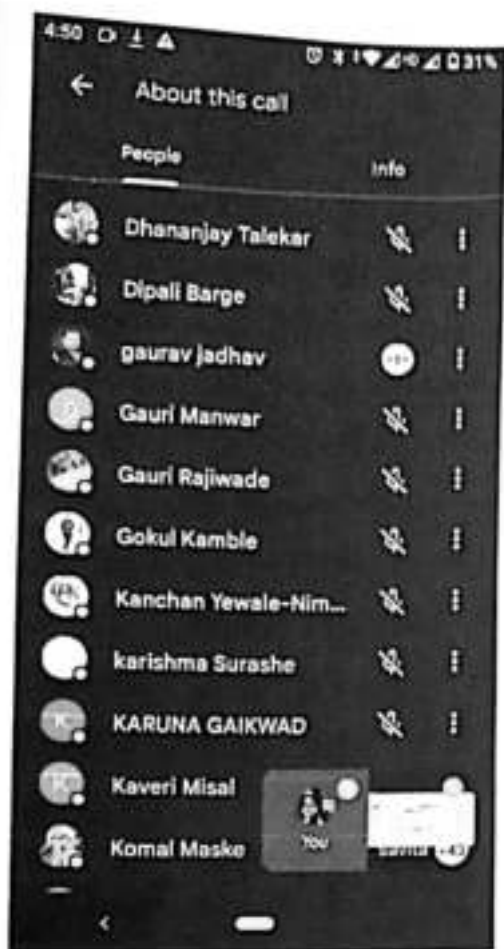 4:50
31%
About this call
People Info
Dhananjay Talekar
Dipali Barge
gaurav jadhav
Gauri Manwar
Gauri Rajiwade
Gokul Kamble
Kanchan Yewale-Nim...
karishma Surashe
KARUNA GAIKWAD
Kaveri Misal
Komal Maske
You